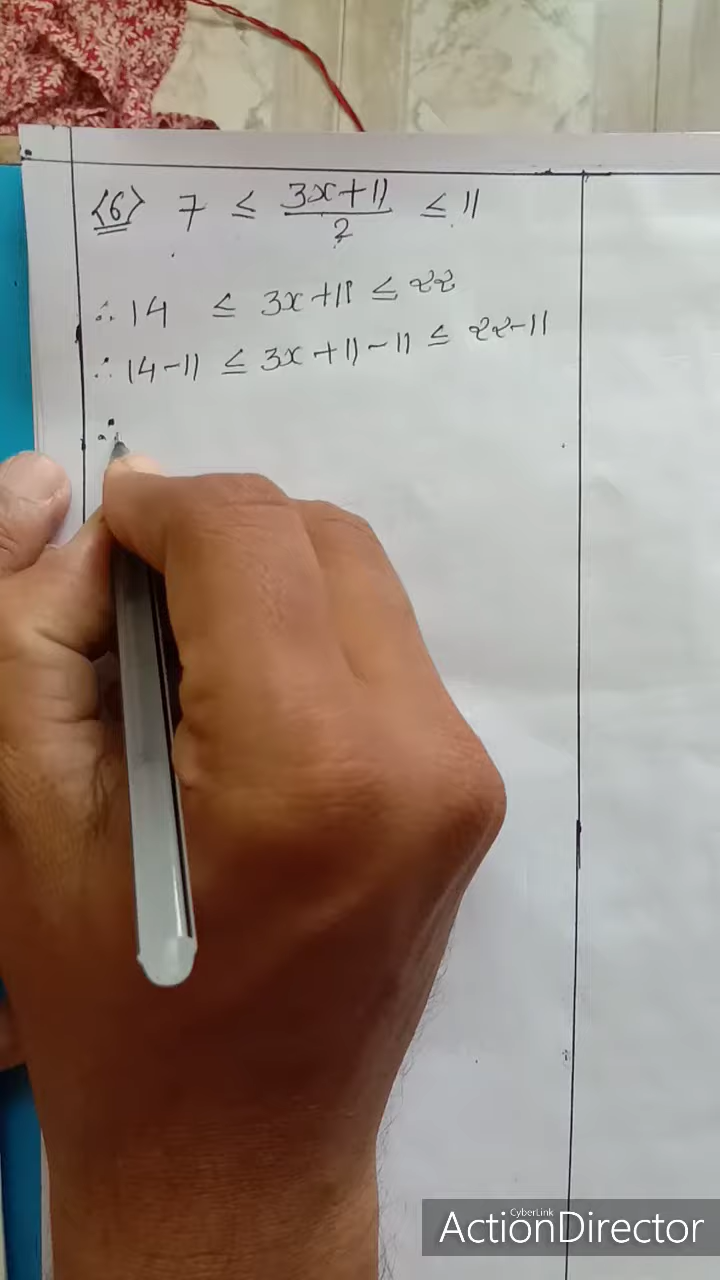 <6> 7 ≤ (3x+11)/2 ≤ 11
∴ 14 ≤ 3x+11 ≤ 22
∴ 14-11 ≤ 3x+11-11 ≤ 22-11
∴
CyberLink
ActionDirector